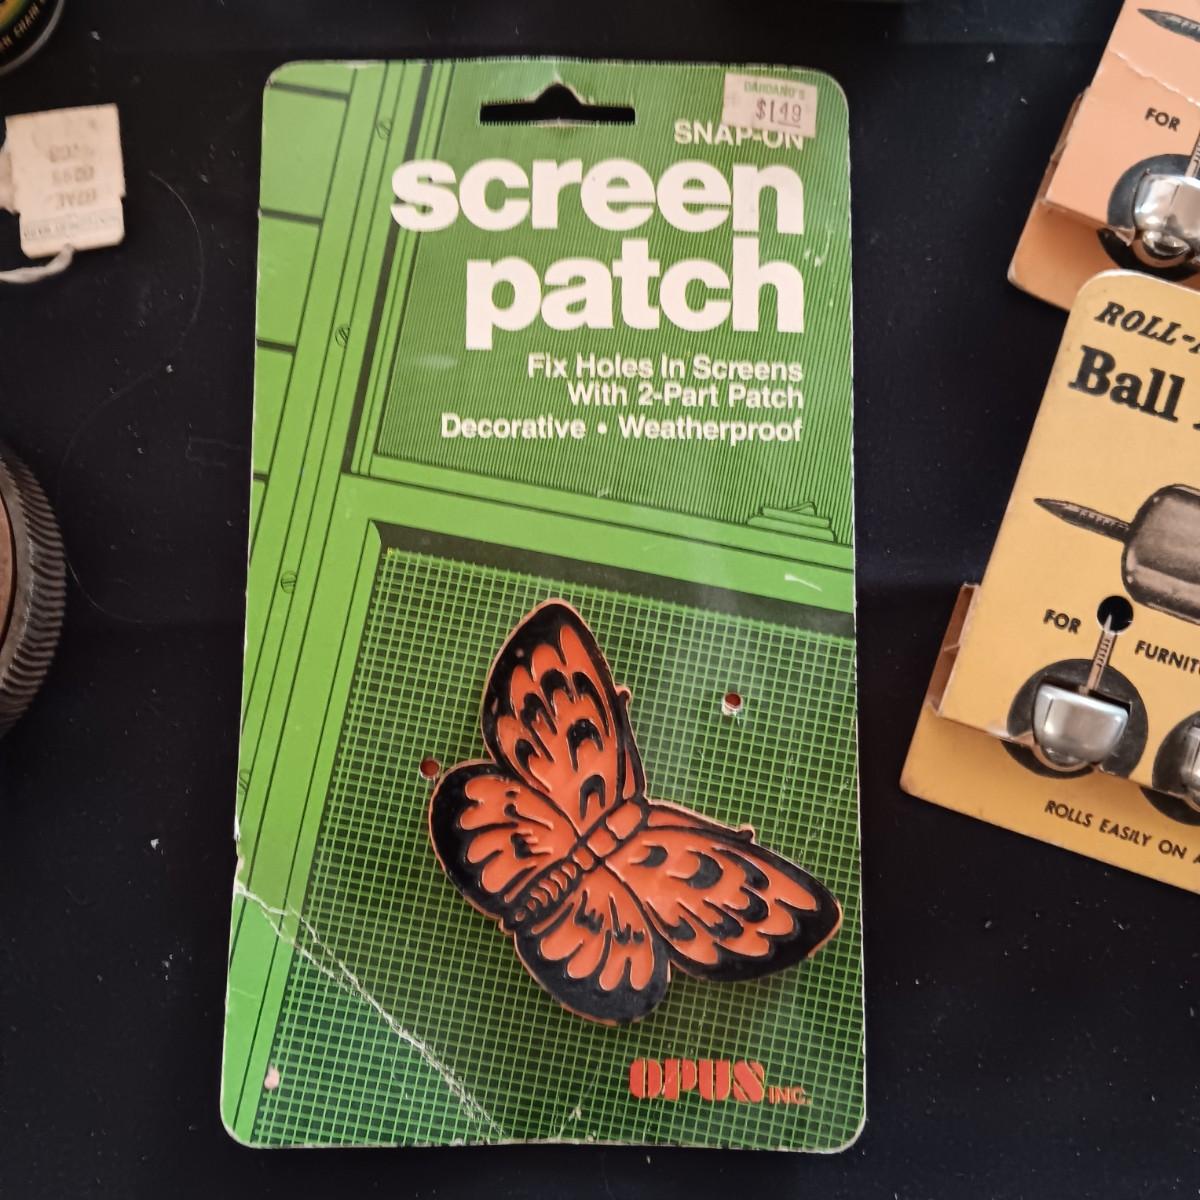 DARDANO'S
$1.49
SNAP-ON
screen
patch
Fix Holes In Screens
With 2-Part Patch
Decorative • Weatherproof
OPUS INC.
FOR
ROLL-
Ball
FOR
FURNIT
ROLLS EASILY ON